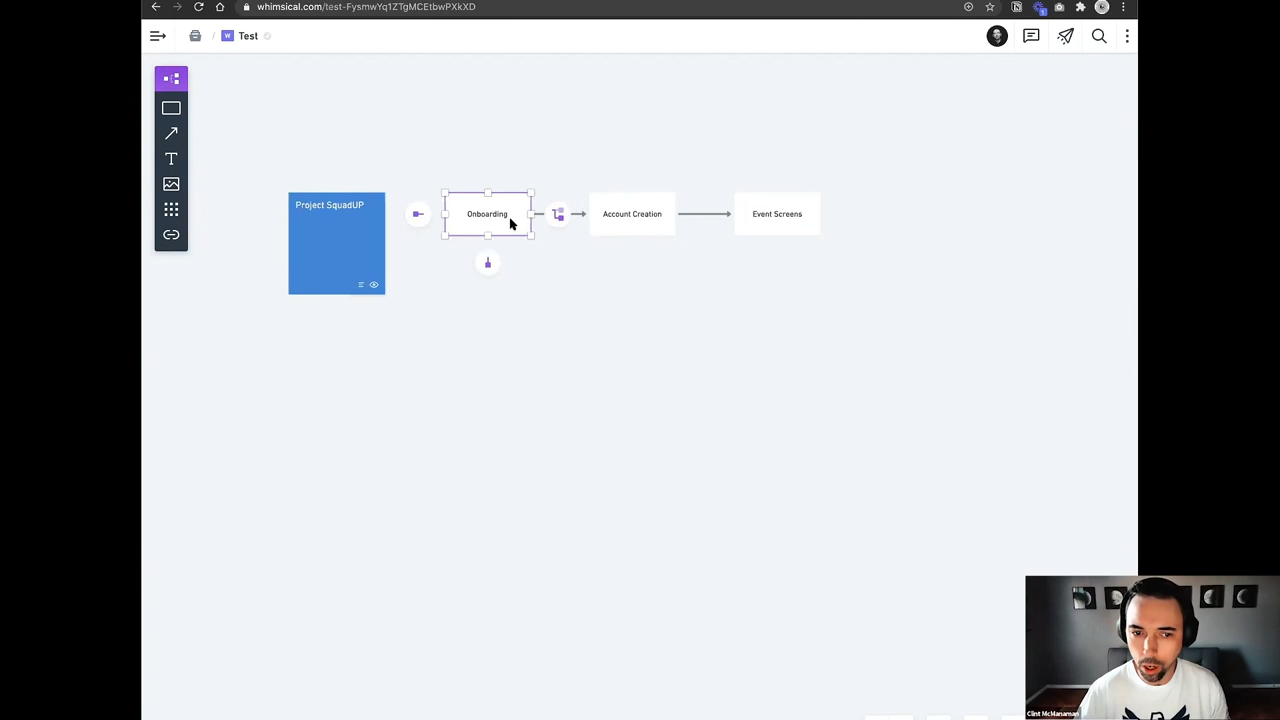 whimsical.com/test-FysmwYq1ZTgMCEtbwPXkXD
/ W Test
T
Project SquadUP
Onboarding
Account Creation
Event Screens
Clint McManaman